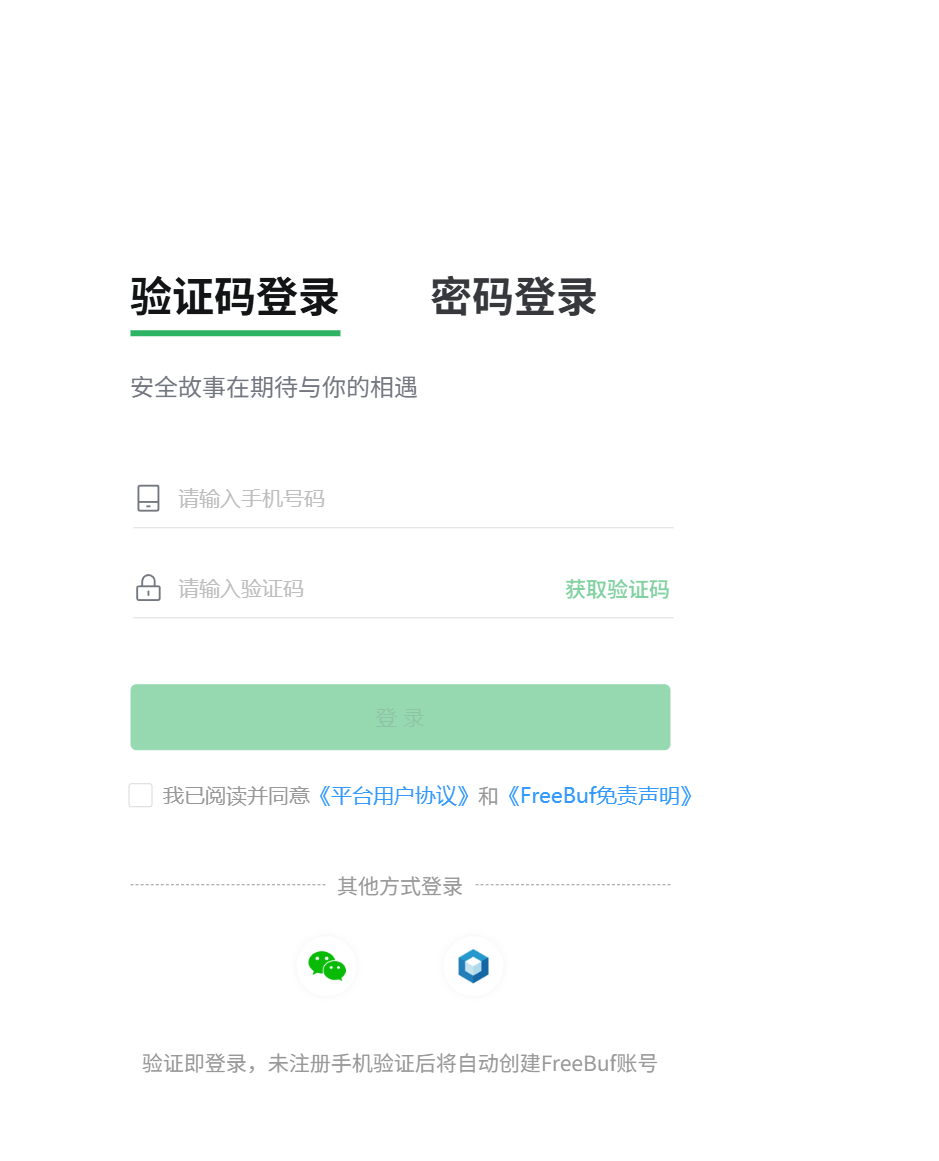 验证码登录 密码登录
安全故事在期待与你的相遇
请输入手机号码
请输入验证码 获取验证码
登 录
我已阅读并同意《平台用户协议》和《FreeBuf免责声明》
其他方式登录
验证即登录，未注册手机验证后将自动创建FreeBuf账号